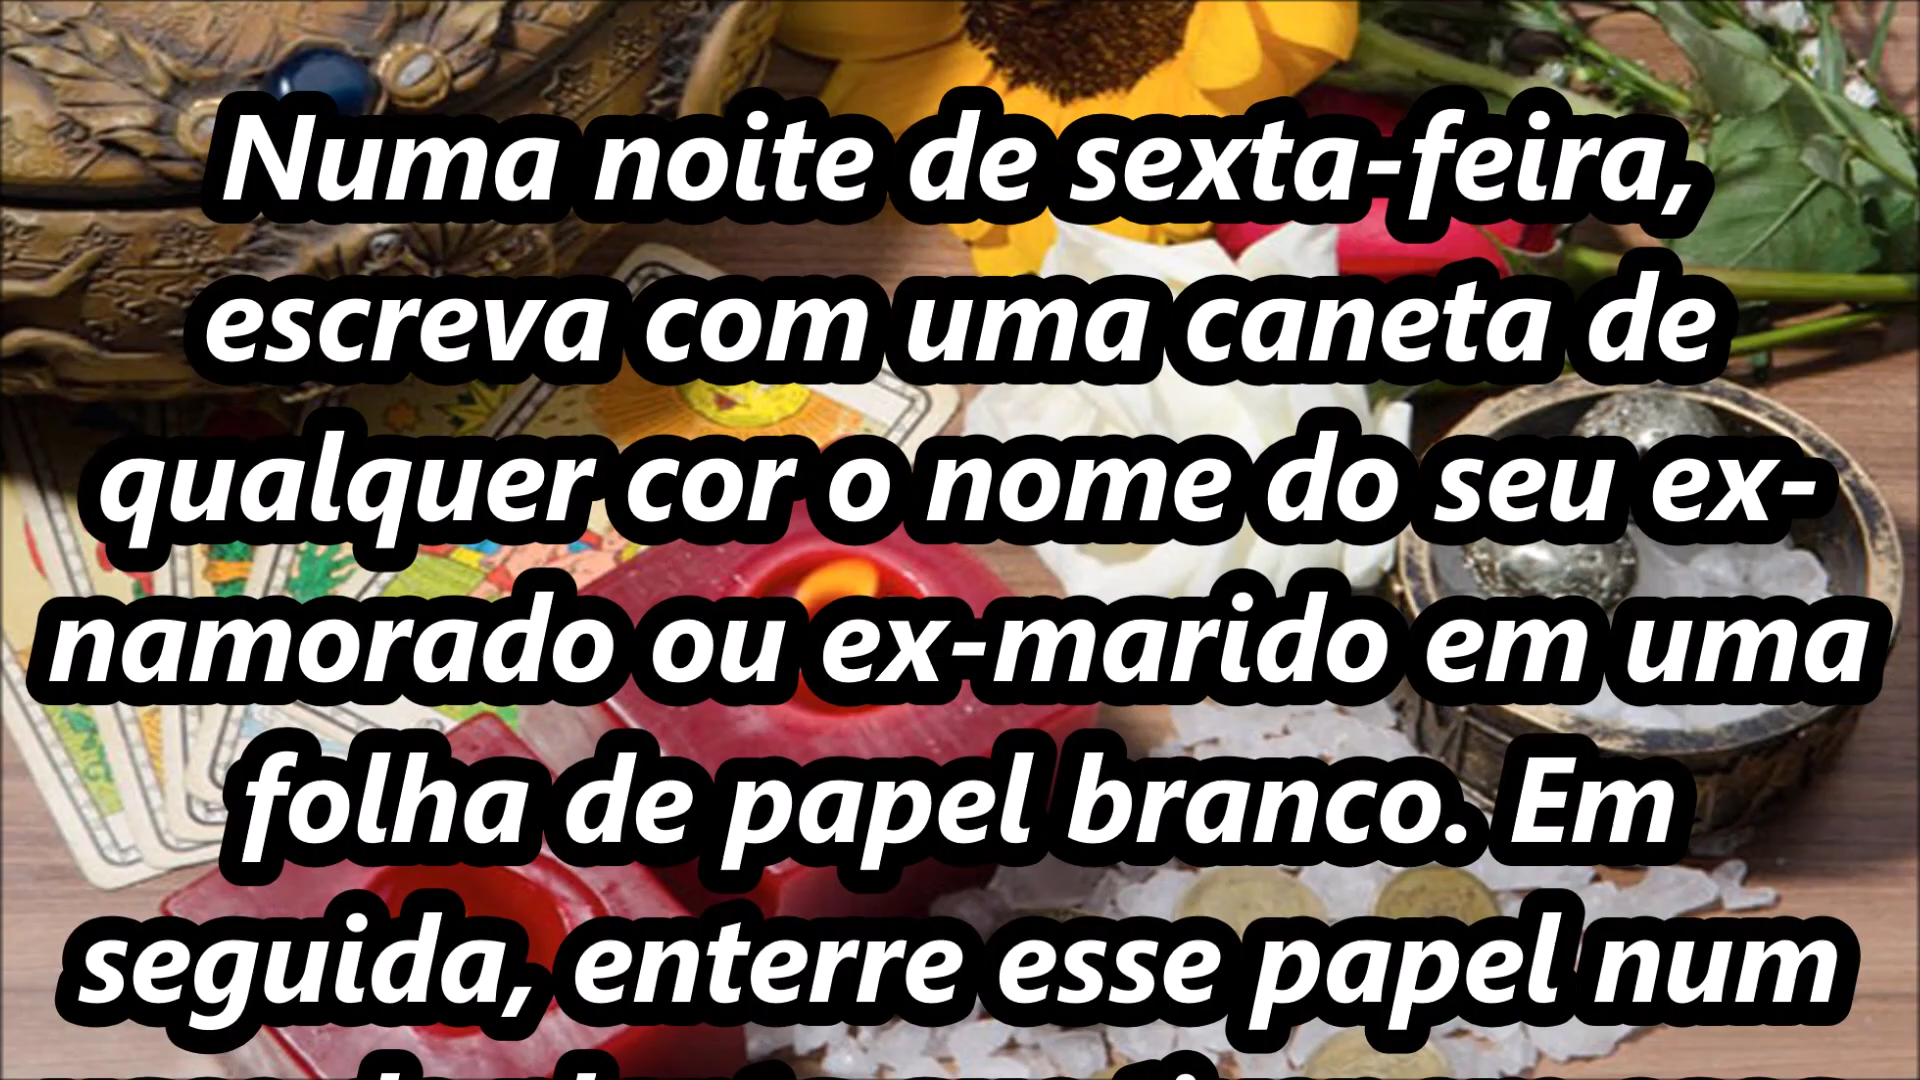 Numa noite de sexta-feira,
escreva com uma caneta de
qualquer cor o nome do seu ex-
namorado ou ex-marido em uma
folha de papel branco. Em
seguida, enterre esse papel num